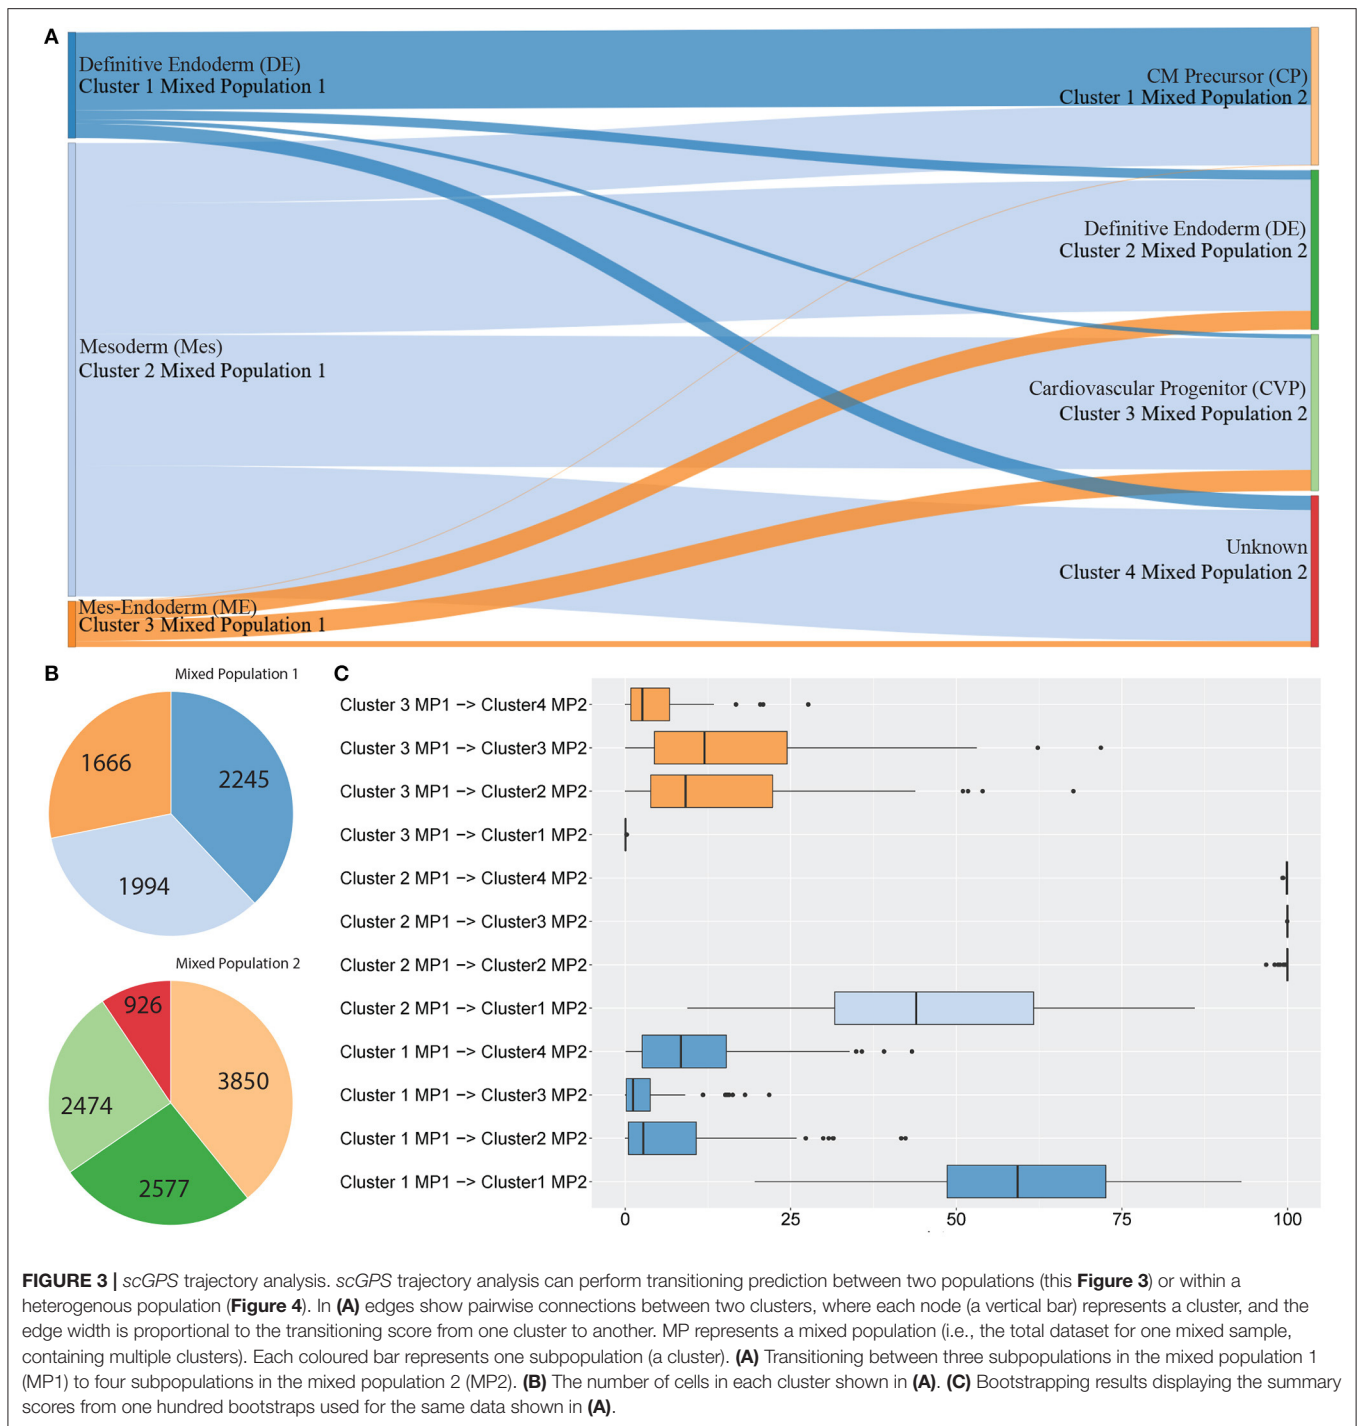 A
Definitive Endoderm (DE)
Cluster 1 Mixed Population 1
CM Precursor (CP)
Cluster 1 Mixed Population 2
Definitive Endoderm (DE)
Cluster 2 Mixed Population 2
Mesoderm (Mes)
Cluster 2 Mixed Population 1
Cardiovascular Progenitor (CVP)
Cluster 3 Mixed Population 2
Unknown
Cluster 4 Mixed Population 2
Mes-Endoderm (ME)
Cluster 3 Mixed Population 1
B
Mixed Population 1
1666
2245
1994
Mixed Population 2
926
3850
2474
2577
C
Cluster 3 MP1 −> Cluster4 MP2
Cluster 3 MP1 −> Cluster3 MP2
Cluster 3 MP1 −> Cluster2 MP2
Cluster 3 MP1 −> Cluster1 MP2
Cluster 2 MP1 −> Cluster4 MP2
Cluster 2 MP1 −> Cluster3 MP2
Cluster 2 MP1 −> Cluster2 MP2
Cluster 2 MP1 −> Cluster1 MP2
Cluster 1 MP1 −> Cluster4 MP2
Cluster 1 MP1 −> Cluster3 MP2
Cluster 1 MP1 −> Cluster2 MP2
Cluster 1 MP1 −> Cluster1 MP2
0 25 50 75 100
FIGURE 3 | scGPS trajectory analysis. scGPS trajectory analysis can perform transitioning prediction between two populations (this Figure 3) or within a
heterogenous population (Figure 4). In (A) edges show pairwise connections between two clusters, where each node (a vertical bar) represents a cluster, and the
edge width is proportional to the transitioning score from one cluster to another. MP represents a mixed population (i.e., the total dataset for one mixed sample,
containing multiple clusters). Each coloured bar represents one subpopulation (a cluster). (A) Transitioning between three subpopulations in the mixed population 1
(MP1) to four subpopulations in the mixed population 2 (MP2). (B) The number of cells in each cluster shown in (A). (C) Bootstrapping results displaying the summary
scores from one hundred bootstraps used for the same data shown in (A).